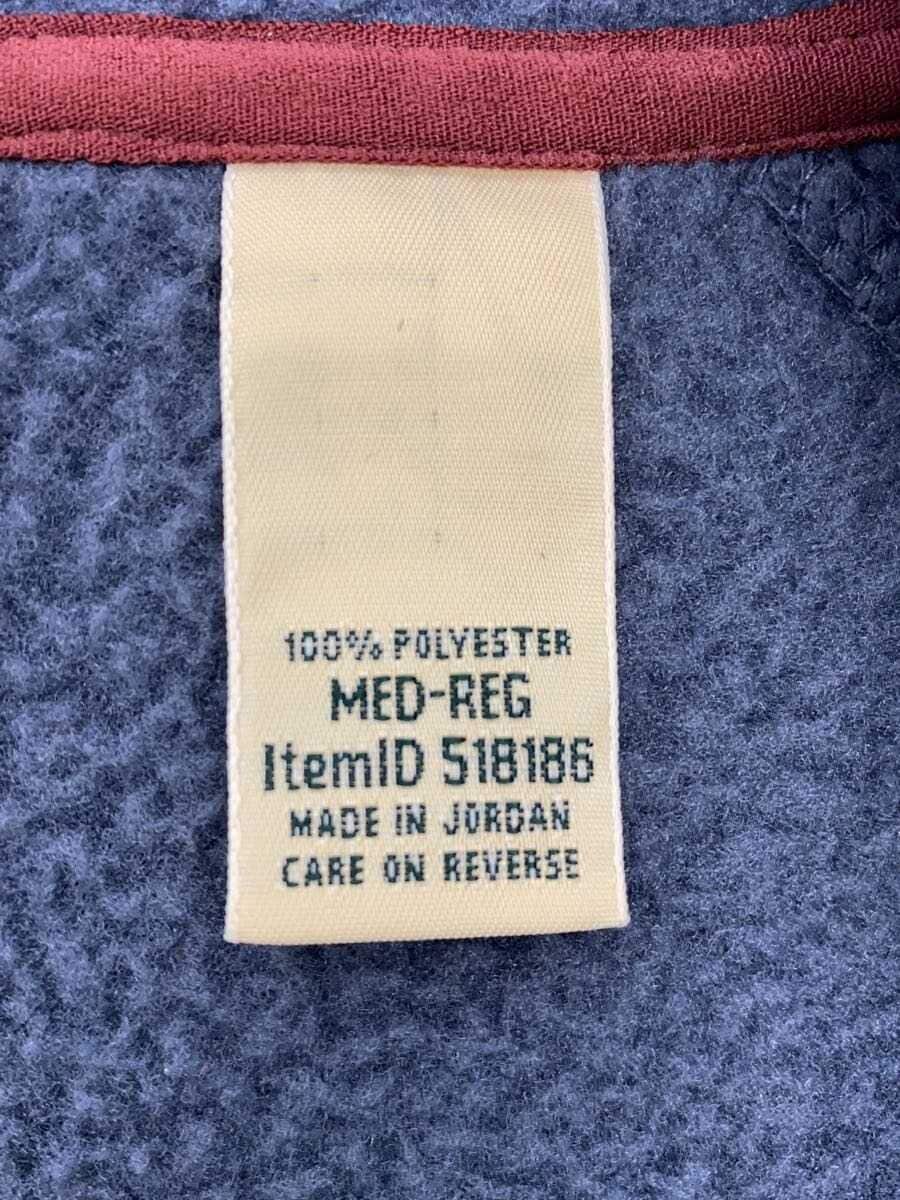 100% POLYESTER
MED-REG
ItemID 518186
MADE IN JORDAN
CARE ON REVERSE